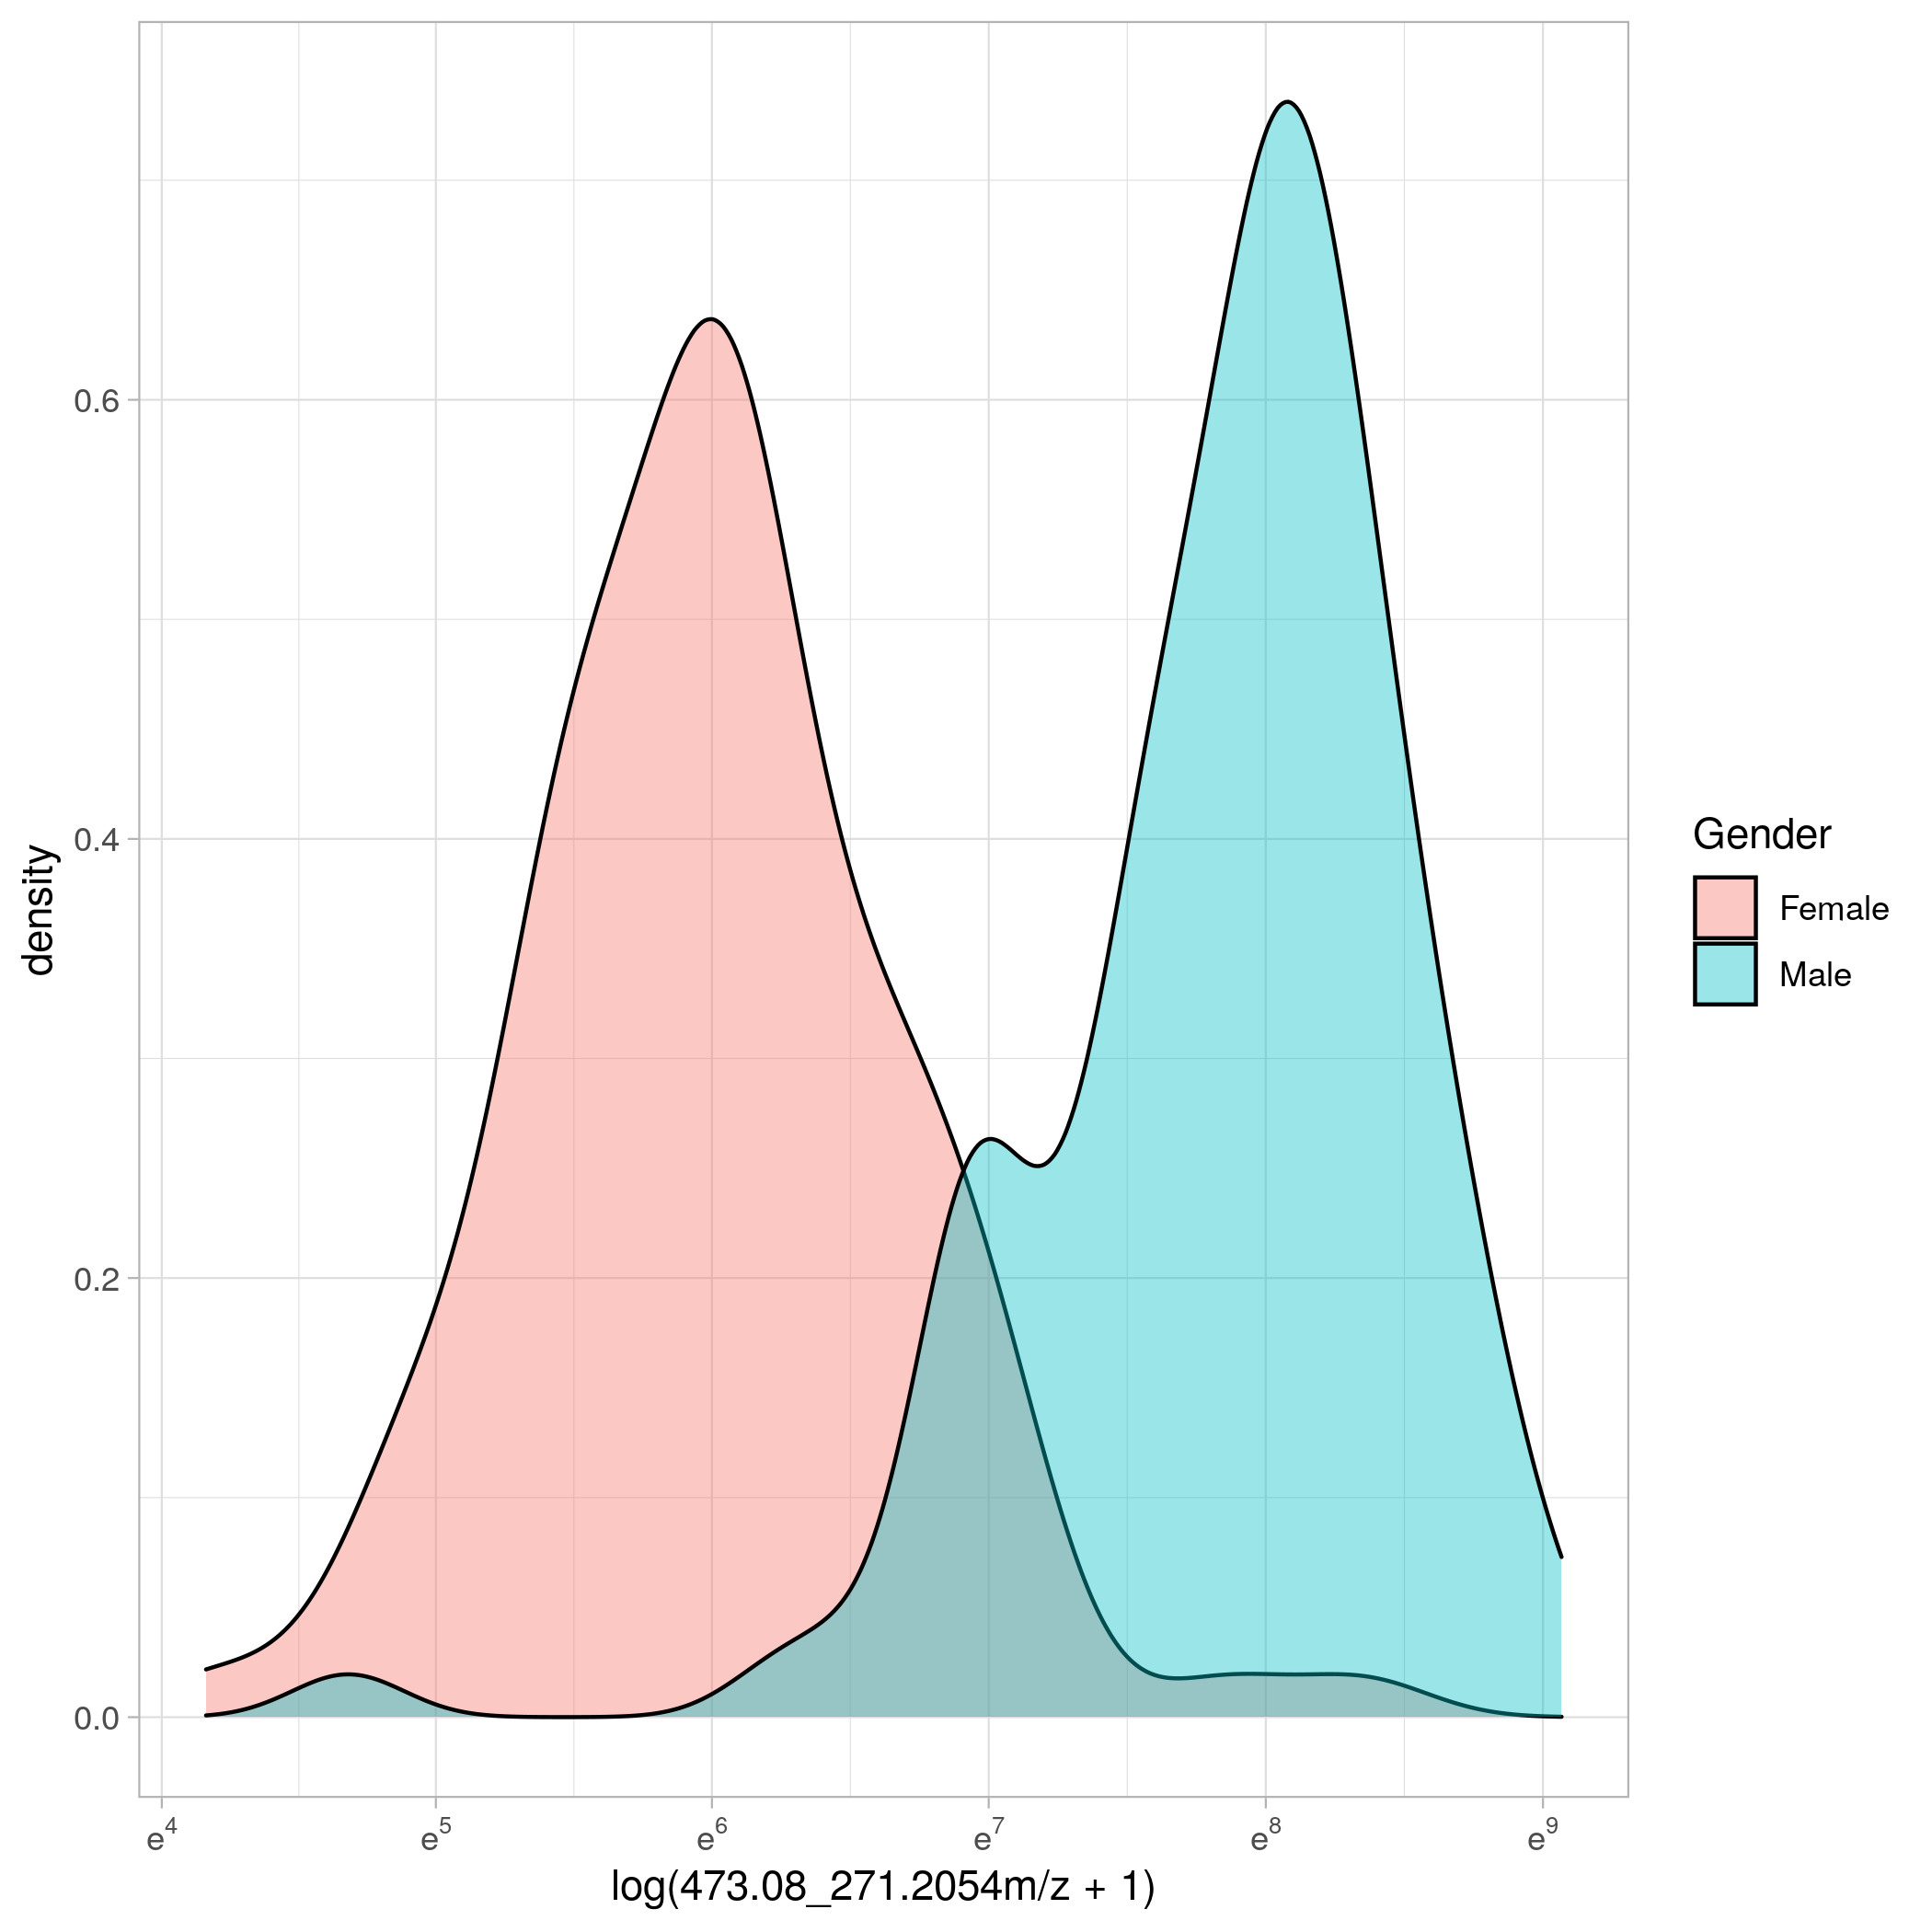 density
0.6
0.4
0.2
0.0
e⁴ e⁵ e⁶ e⁷ e⁸ e⁹
log(473.08_271.2054m/z + 1)
Gender
Female
Male